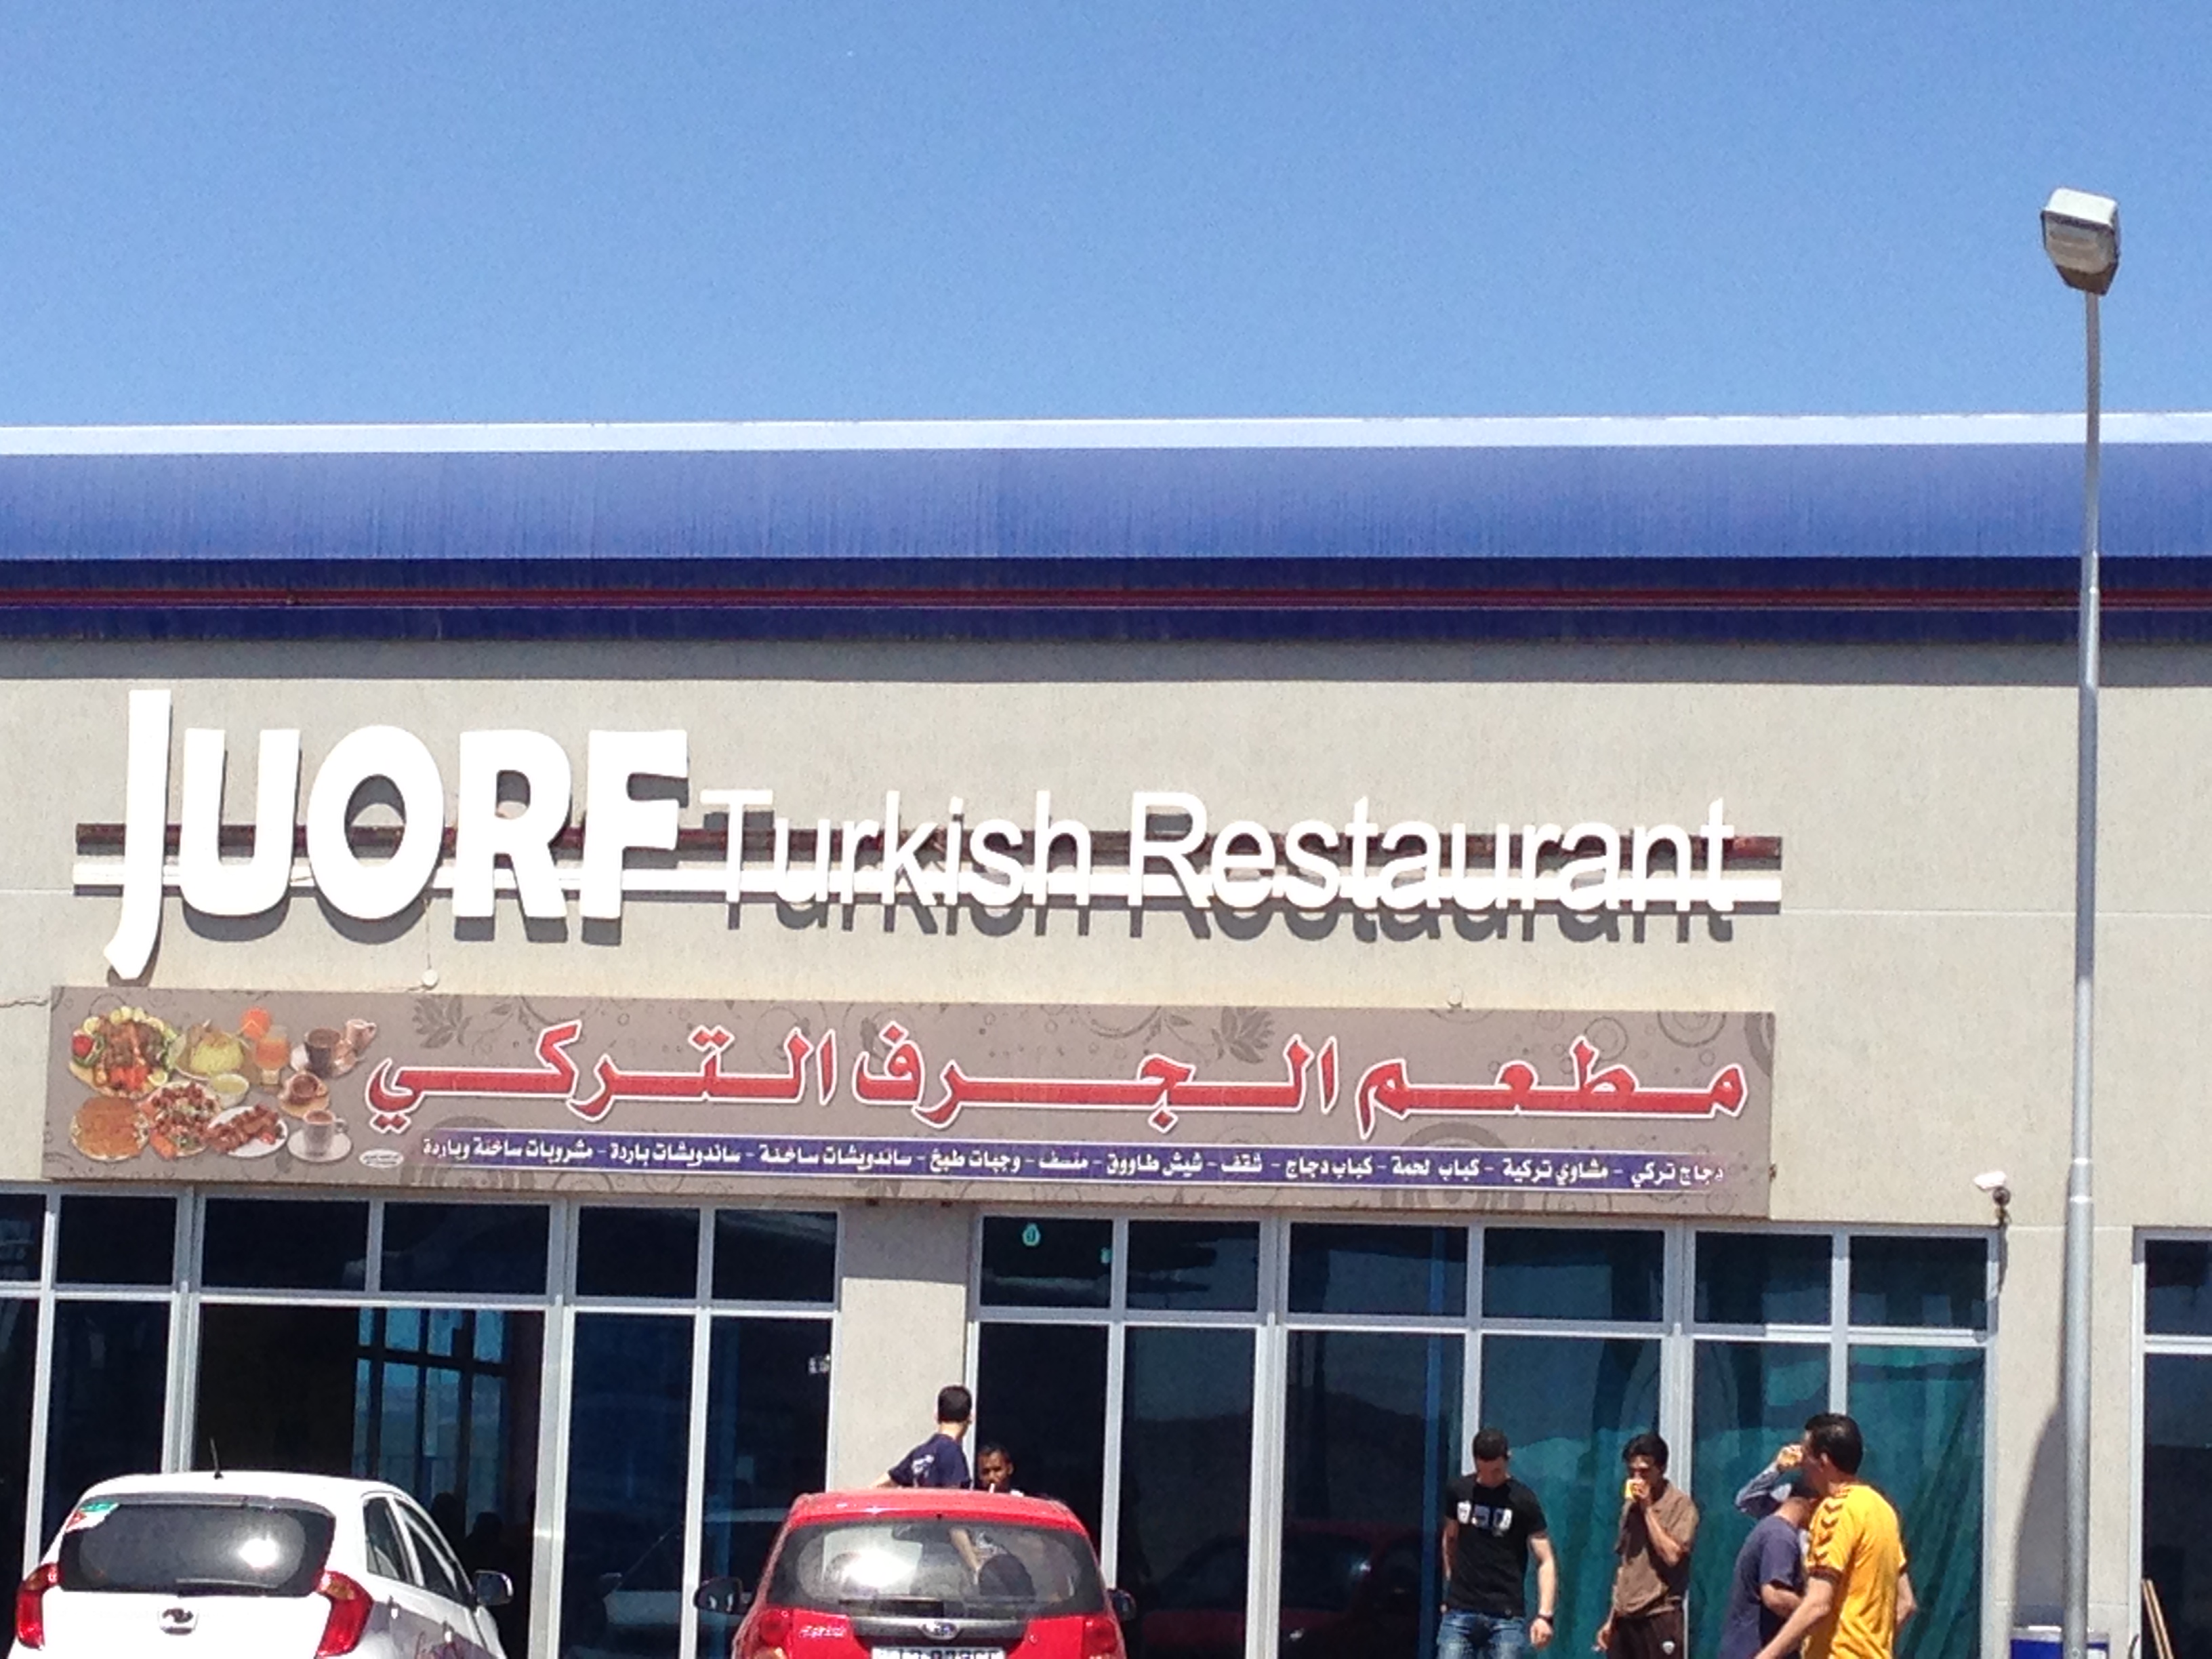 JUORF Turkish Restaurant
مطعم الجرف التركي
دجاج تركي - مشاوي تركية - كباب لحمة - كباب دجاج - شقف - شيش طاووق - منسف - وجبات طبخ - ساندويشات ساخنة - ساندويشات باردة - مشروبات ساخنة وباردة